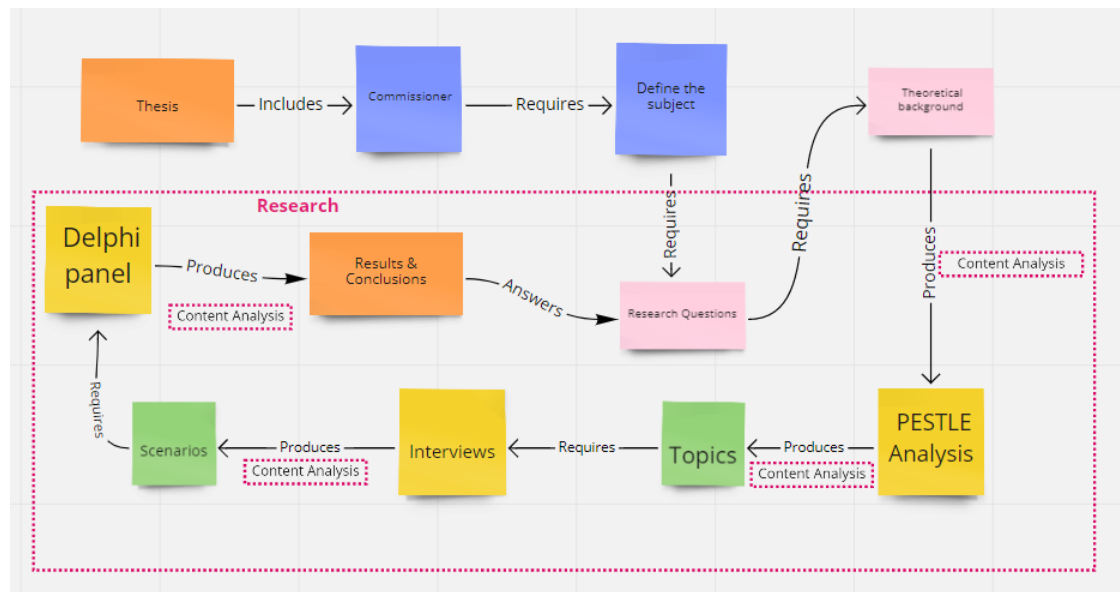 Thesis
Includes
Commissioner
Requires
Define the
subject
Theoretical
background
Requires
Requires
Produces
Content Analysis
Research
Delphi
panel
Produces
Content Analysis
Results &
Conclusions
Answers
Research Questions
Requires
Scenarios
Produces
Content Analysis
Interviews
Requires
Topics
Produces
Content Analysis
PESTLE
Analysis